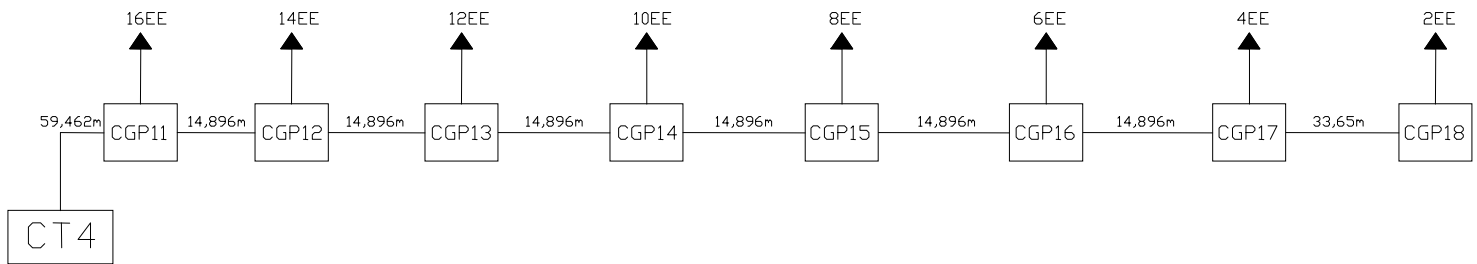 16EE 14EE 12EE 10EE 8EE 6EE 4EE 2EE
59,462m 14,896m 14,896m 14,896m 14,896m 14,896m 14,896m 33,65m
CGP11 CGP12 CGP13 CGP14 CGP15 CGP16 CGP17 CGP18
CT4